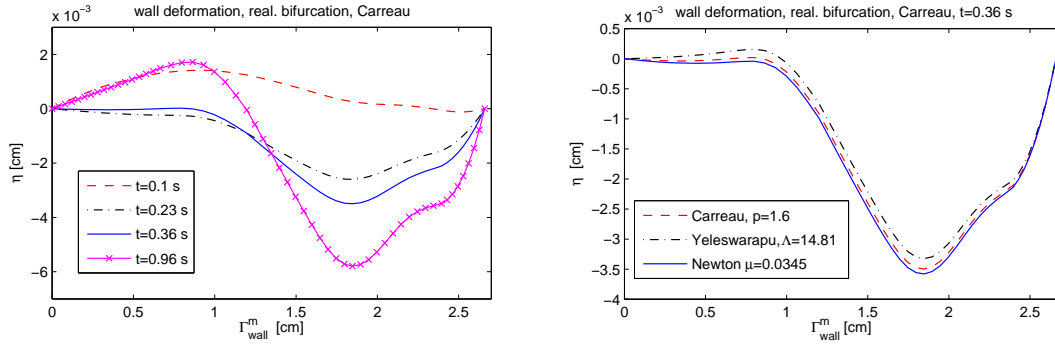 wall deformation, real. bifurcation, Carreau
x 10⁻³
2
0
−2
−4
−6
η [cm]
t=0.1 s
t=0.23 s
t=0.36 s
t=0.96 s
0 0.5 1 1.5 2 2.5
Γᵐwall [cm]
wall deformation, real. bifurcation, Carreau, t=0.36 s
x 10⁻³
0.5
0
−0.5
−1
−1.5
−2
−2.5
−3
−3.5
−4
η [cm]
Carreau, p=1.6
Yeleswarapu,Λ=14.81
Newton μ=0.0345
0 0.5 1 1.5 2 2.5
Γᵐwall [cm]